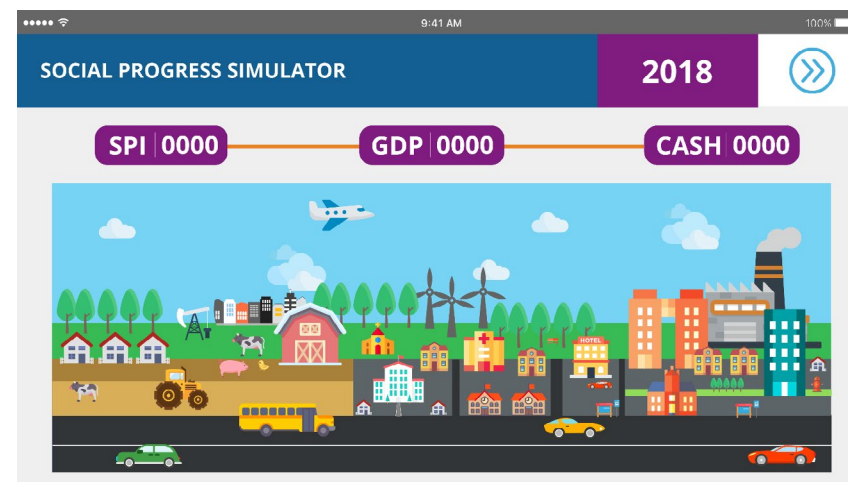 9:41 AM
100%
SOCIAL PROGRESS SIMULATOR
2018
SPI 0000
GDP 0000
CASH 0000
HOTEL